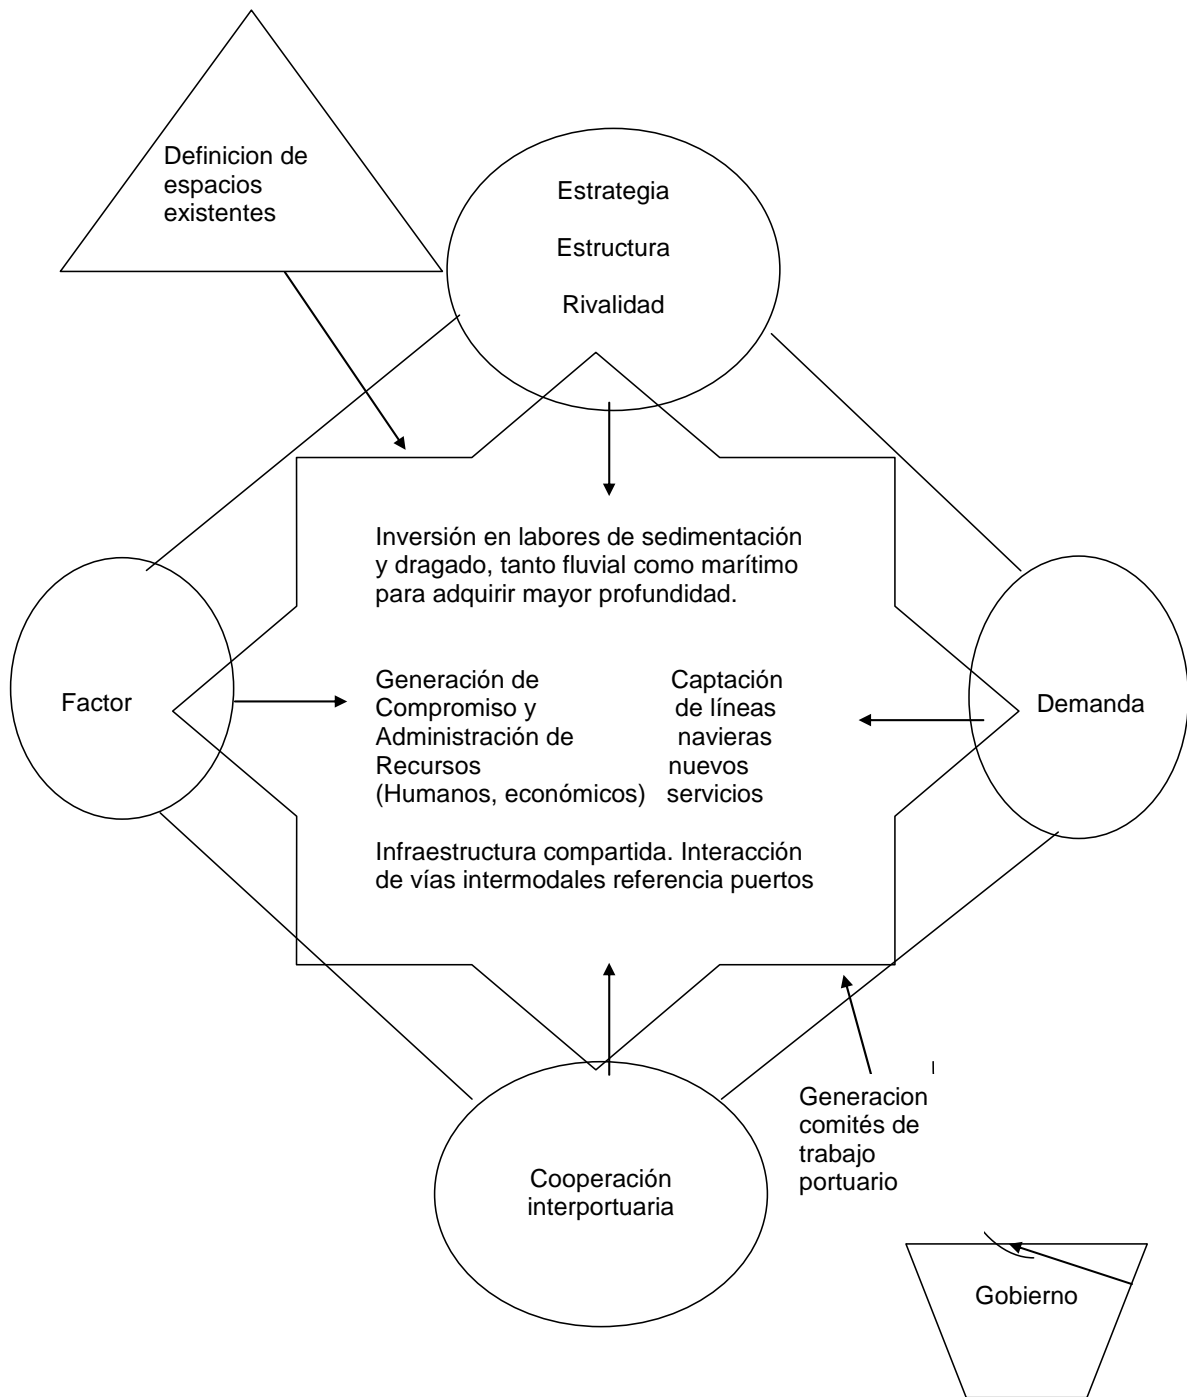 Definicion de
espacios
existentes
Estrategia
Estructura
Rivalidad
Inversión en labores de sedimentación
y dragado, tanto fluvial como marítimo
para adquirir mayor profundidad.
Factor
Generación de Captación
Compromiso y de líneas
Administración de navieras
Recursos nuevos
(Humanos, económicos) servicios
Demanda
Infraestructura compartida. Interacción
de vías intermodales referencia puertos
Generacion
comités de
trabajo
portuario
Cooperación
interportuaria
Gobierno